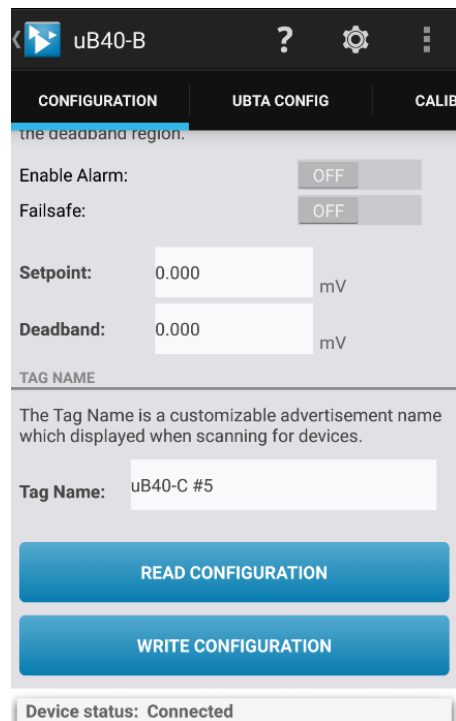 uB40-B ?
CONFIGURATION UBTA CONFIG CALIB
the deadband region.
Enable Alarm: OFF
Failsafe: OFF
Setpoint: 0.000 mV
Deadband: 0.000 mV
TAG NAME
The Tag Name is a customizable advertisement name
which displayed when scanning for devices.
Tag Name: uB40-C #5
READ CONFIGURATION
WRITE CONFIGURATION
Device status: Connected